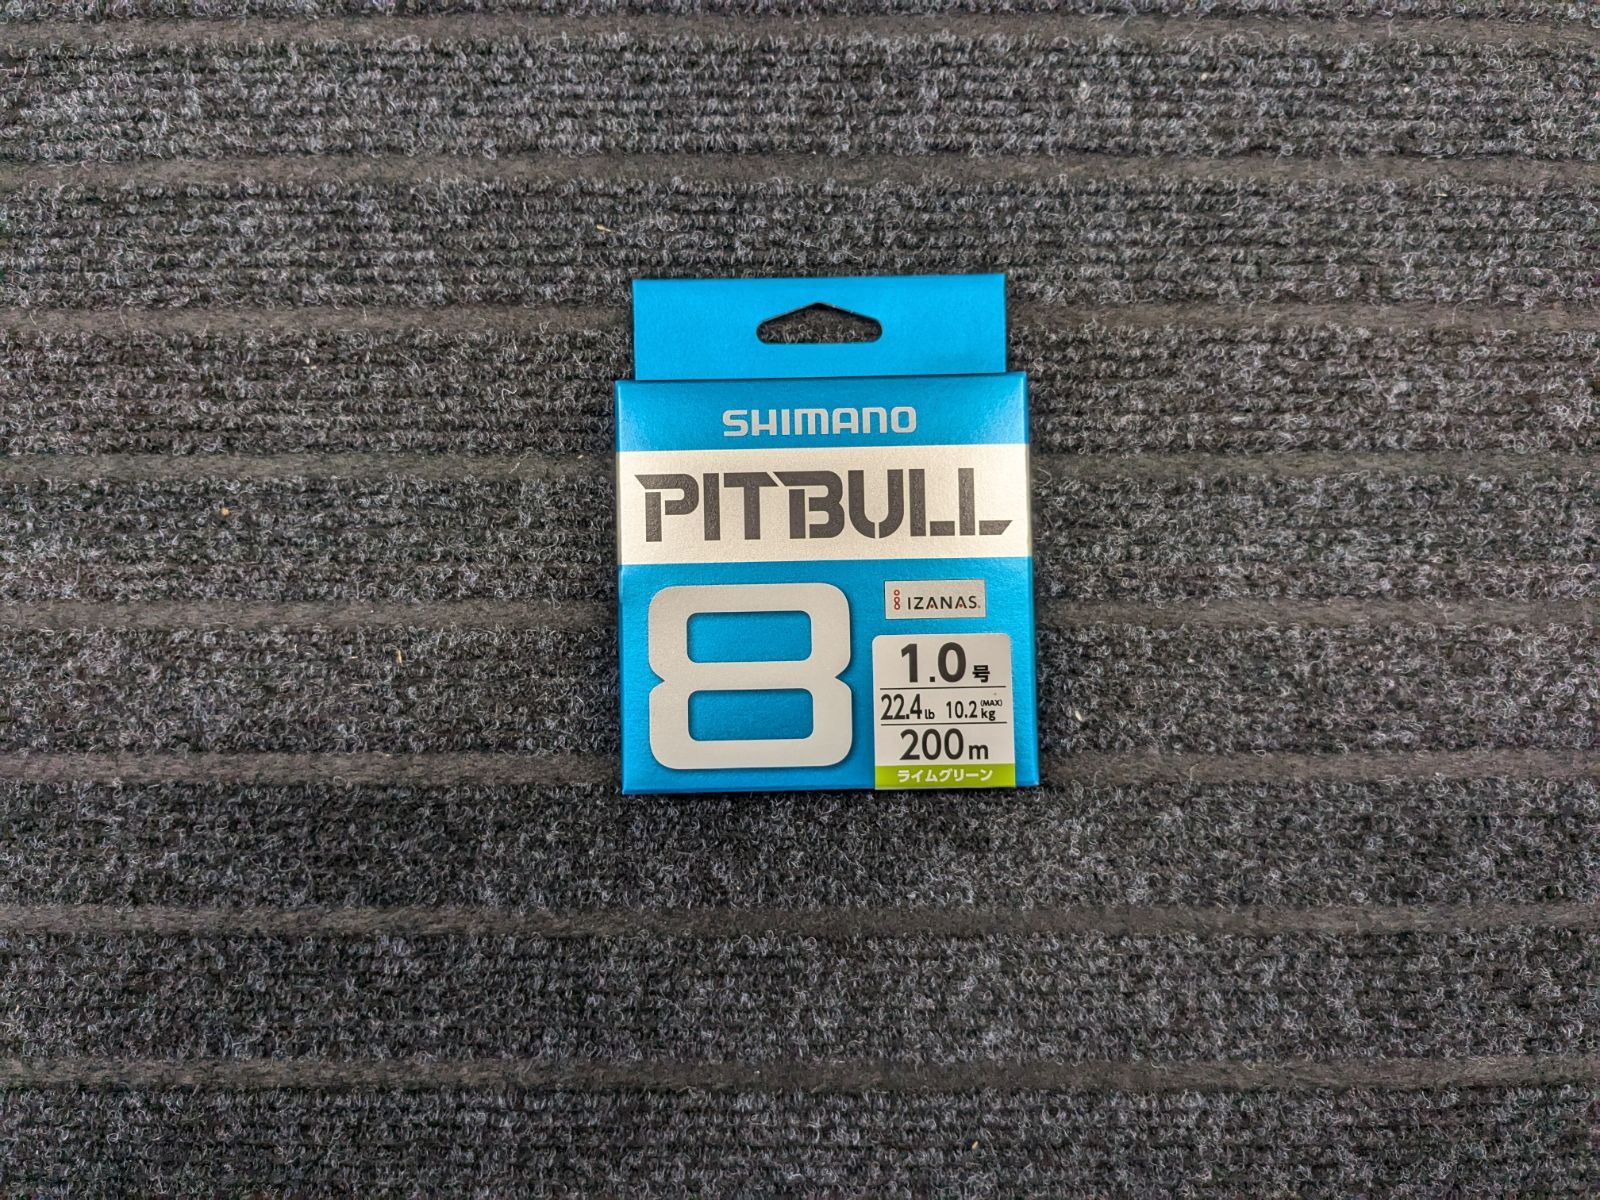 SHIMANO
PITBULL
8
IZANAS®
1.0号
22.4lb 10.2kg (MAX)
200m
ライムグリーン